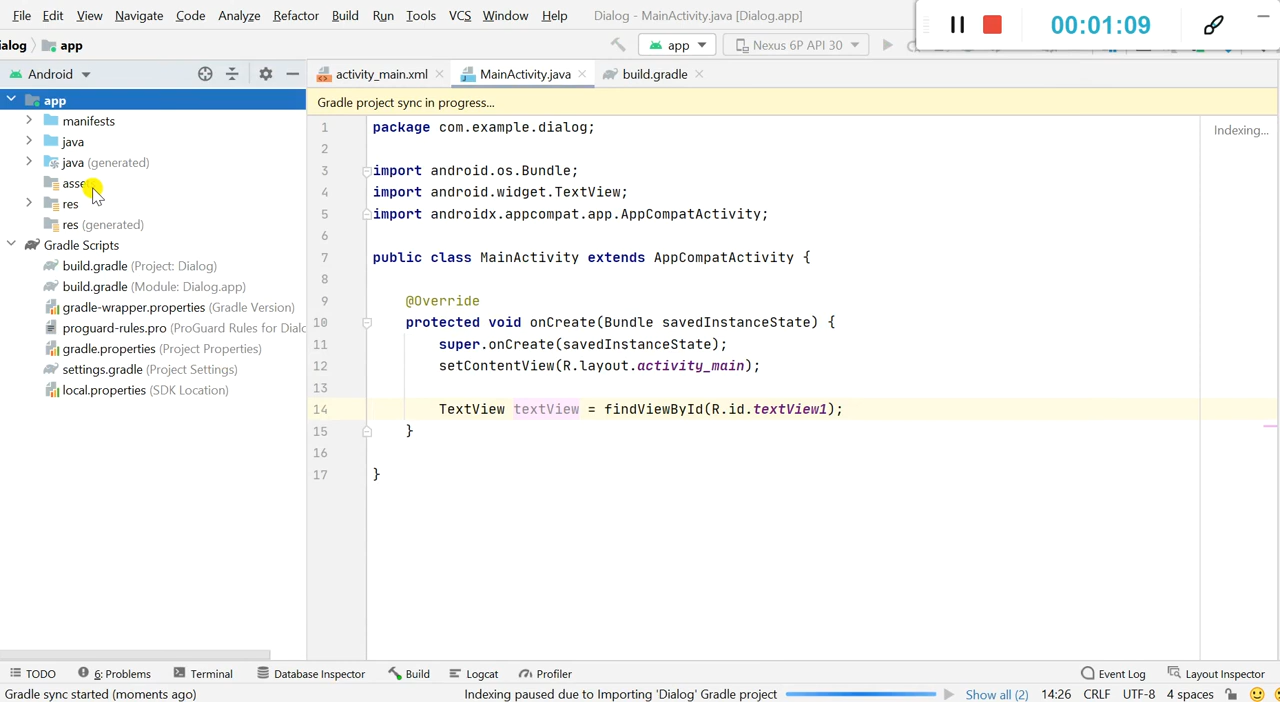 File Edit View Navigate Code Analyze Refactor Build Run Tools VCS Window Help Dialog - MainActivity.java [Dialog.app]
00:01:09
ialog app
app Nexus 6P API 30
Android
activity_main.xml MainActivity.java build.gradle
app
Gradle project sync in progress...
manifests
java
java (generated)
res
res (generated)
Gradle Scripts
build.gradle (Project: Dialog)
build.gradle (Module: Dialog.app)
gradle-wrapper.properties (Gradle Version)
proguard-rules.pro (ProGuard Rules for Dialo
gradle.properties (Project Properties)
settings.gradle (Project Settings)
local.properties (SDK Location)
1 package com.example.dialog;
2
3 import android.os.Bundle;
4 import android.widget.TextView;
5 import androidx.appcompat.app.AppCompatActivity;
6
7 public class MainActivity extends AppCompatActivity {
8
9 @Override
10 protected void onCreate(Bundle savedInstanceState) {
11 super.onCreate(savedInstanceState);
12 setContentView(R.layout.activity_main);
13
14 TextView textView = findViewById(R.id.textView1);
15 }
16
17 }
Indexing...
TODO 6: Problems Terminal Database Inspector Build Logcat Profiler Event Log Layout Inspector
Gradle sync started (moments ago) Indexing paused due to Importing 'Dialog' Gradle project Show all (2) 14:26 CRLF UTF-8 4 spaces